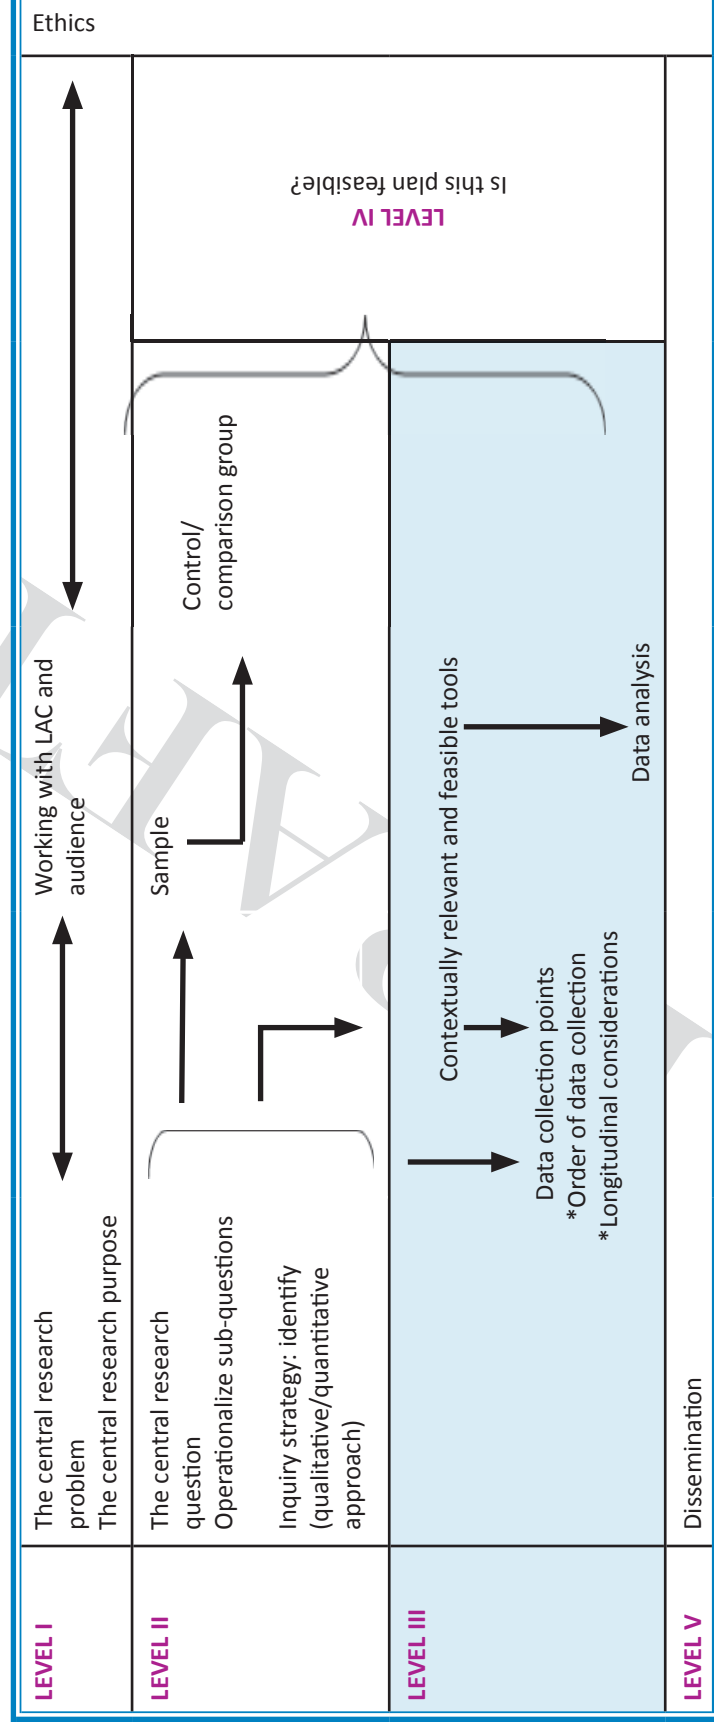 Ethics
LEVEL I
The central research
problem
The central research purpose
Working with LAC and
audience
LEVEL II
The central research
question
Operationalize sub-questions
Inquiry strategy: identify
(qualitative/quantitative
approach)
Sample
Control/
comparison group
LEVEL III
Contextually relevant and feasible tools
Data collection points
*Order of data collection
*Longitudinal considerations
Data analysis
LEVEL IV
Is this plan feasible?
LEVEL V
Dissemination